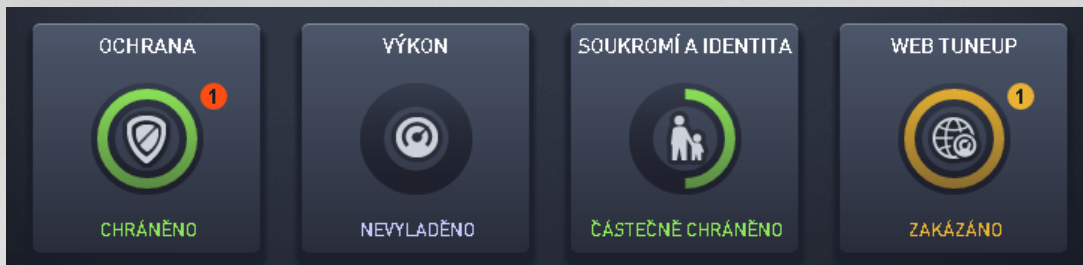 OCHRANA
VÝKON
SOUKROMÍ A IDENTITA
WEB TUNEUP
1
1
CHRÁNĚNO
NEVYLADĚNO
ČÁSTEČNĚ CHRÁNĚNO
ZAKÁZÁNO